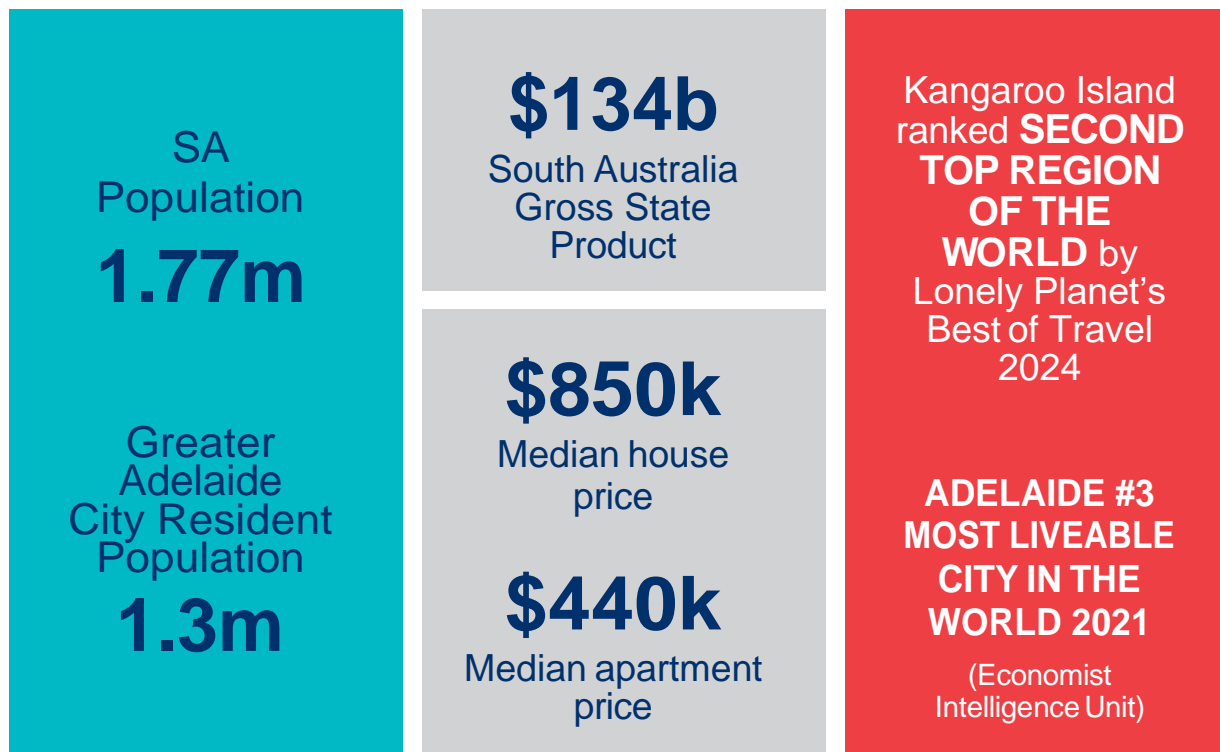 SA
Population
1.77m
Greater
Adelaide
City Resident
Population
1.3m
$134b
South Australia
Gross State
Product
$850k
Median house
price
$440k
Median apartment
price
Kangaroo Island
ranked SECOND
TOP REGION
OF THE
WORLD by
Lonely Planet’s
Best of Travel
2024
ADELAIDE #3
MOST LIVEABLE
CITY IN THE
WORLD 2021
(Economist
Intelligence Unit)